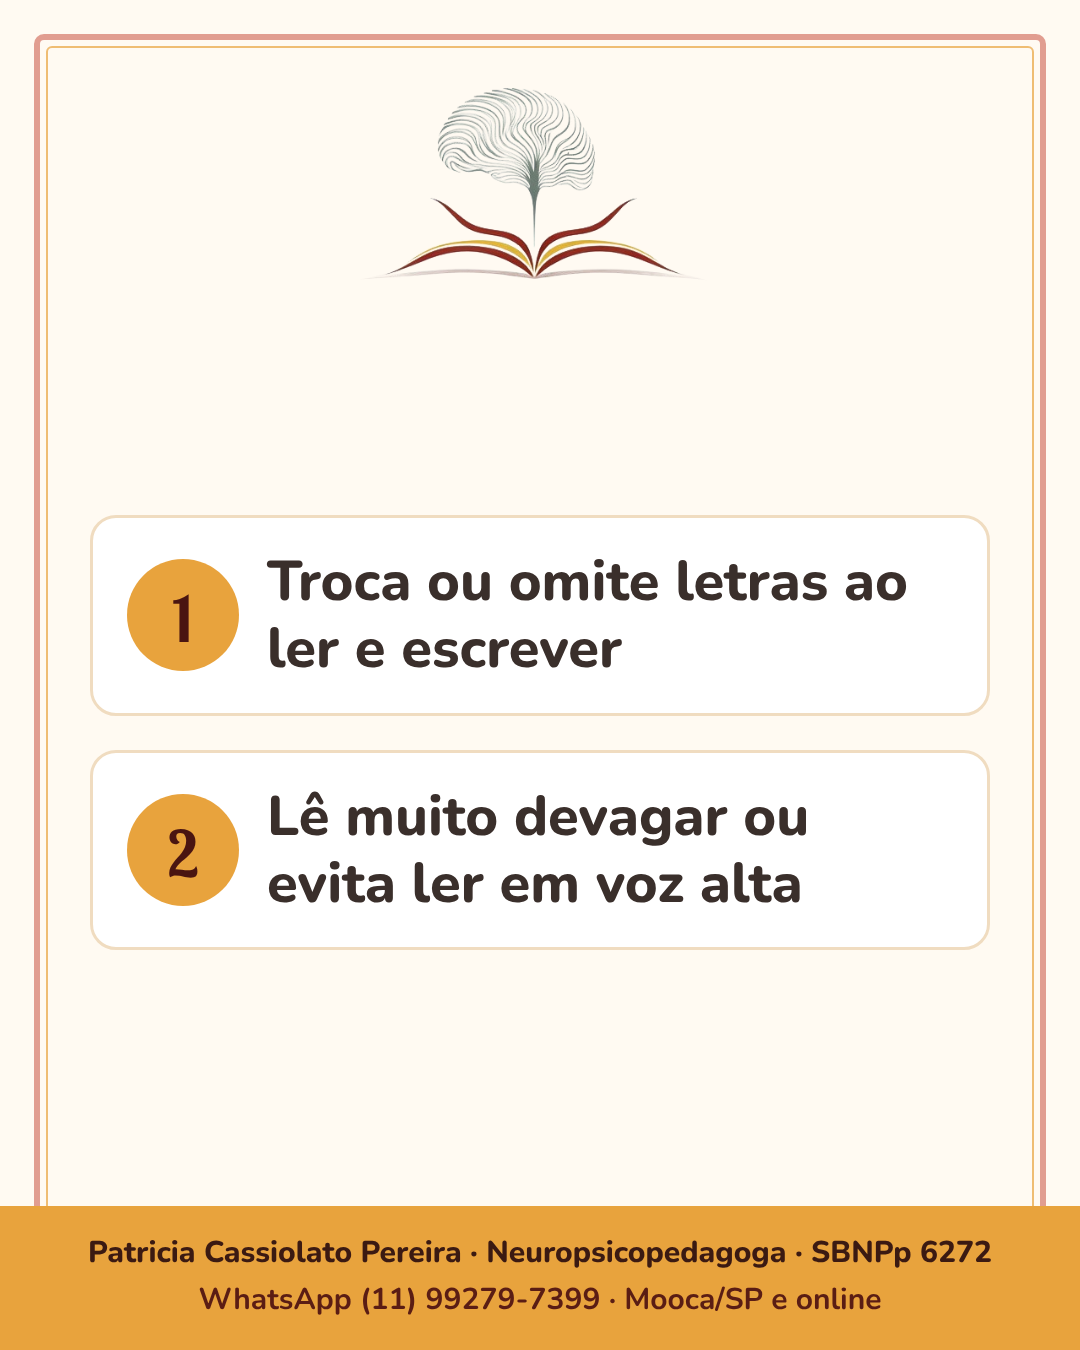 1
Troca ou omite letras ao
ler e escrever
2
Lê muito devagar ou
evita ler em voz alta
Patricia Cassiolato Pereira · Neuropsicopedagoga · SBNPp 6272
WhatsApp (11) 99279-7399 · Mooca/SP e online